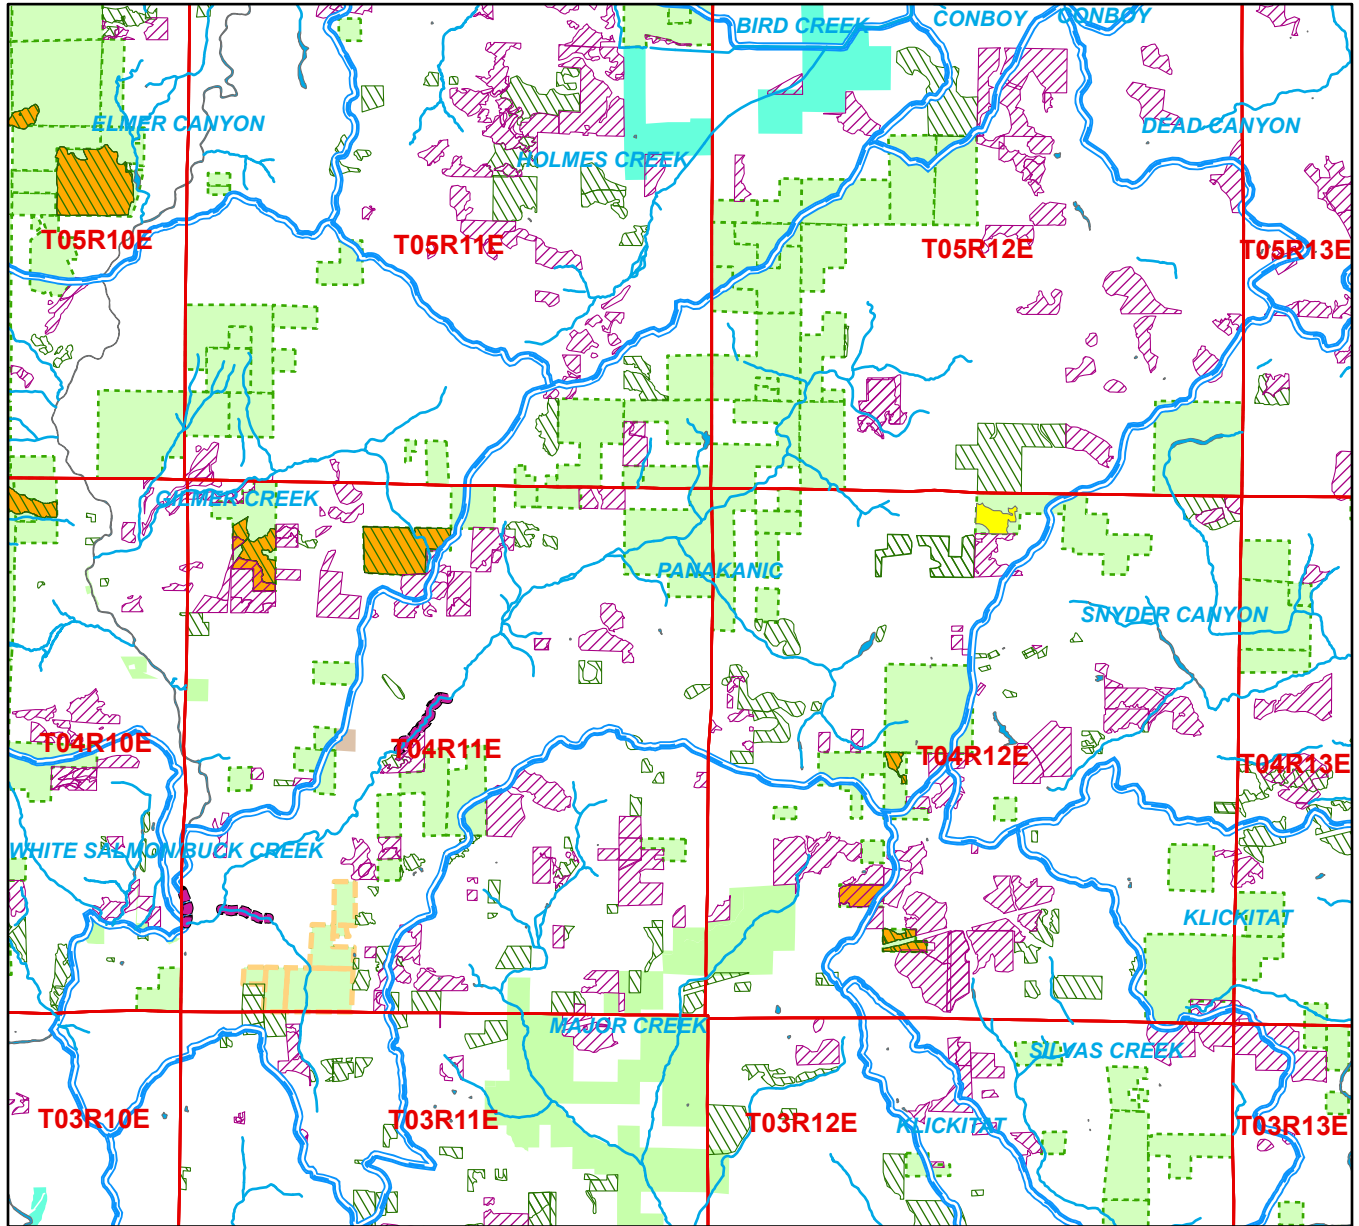 BIRD CREEK
CONBOY
CONBOY
ELMER CANYON
DEAD CANYON
HOLMES CREEK
T05R10E
T05R11E
T05R12E
T05R13E
GILMER CREEK
PANAKANIC
SNYDER CANYON
T04R10E
T04R11E
T04R12E
T04R13E
WHITE SALMON/BUCK CREEK
KLICKITAT
MAJOR CREEK
SILVAS CREEK
T03R10E
T03R11E
T03R12E
KLICKITAT
T03R13E